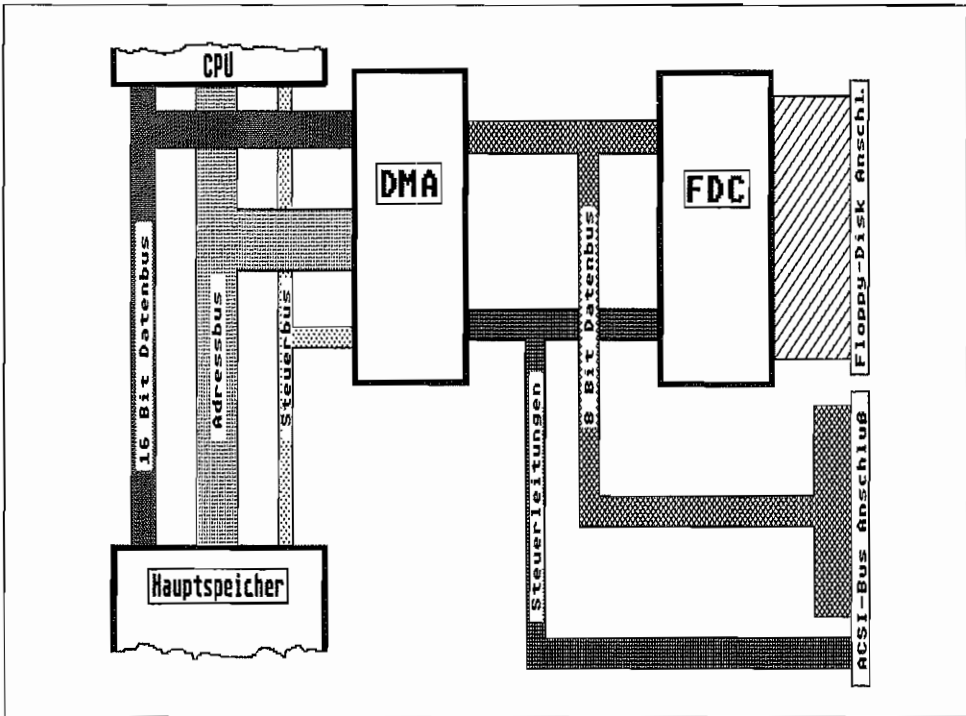 CPU
DMA
FDC
Floppy-Disk Anschl.
16 Bit Datenbus
Adressbus
Steuerbus
8 Bit Datenbus
Steuerleitungen
ACSI-Bus Anschluß
Hauptspeicher